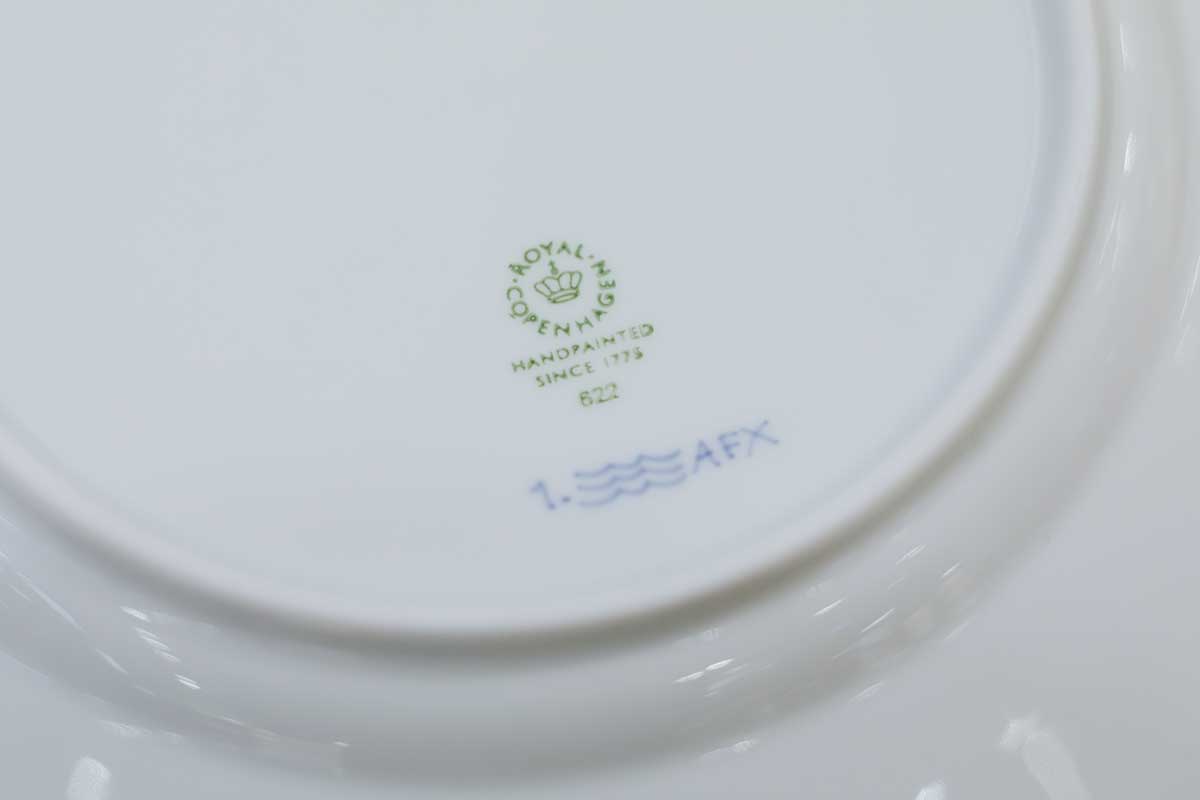 ROYAL · COPENHAGEN ·
HANDPAINTED
SINCE 1775
622
1. AFX